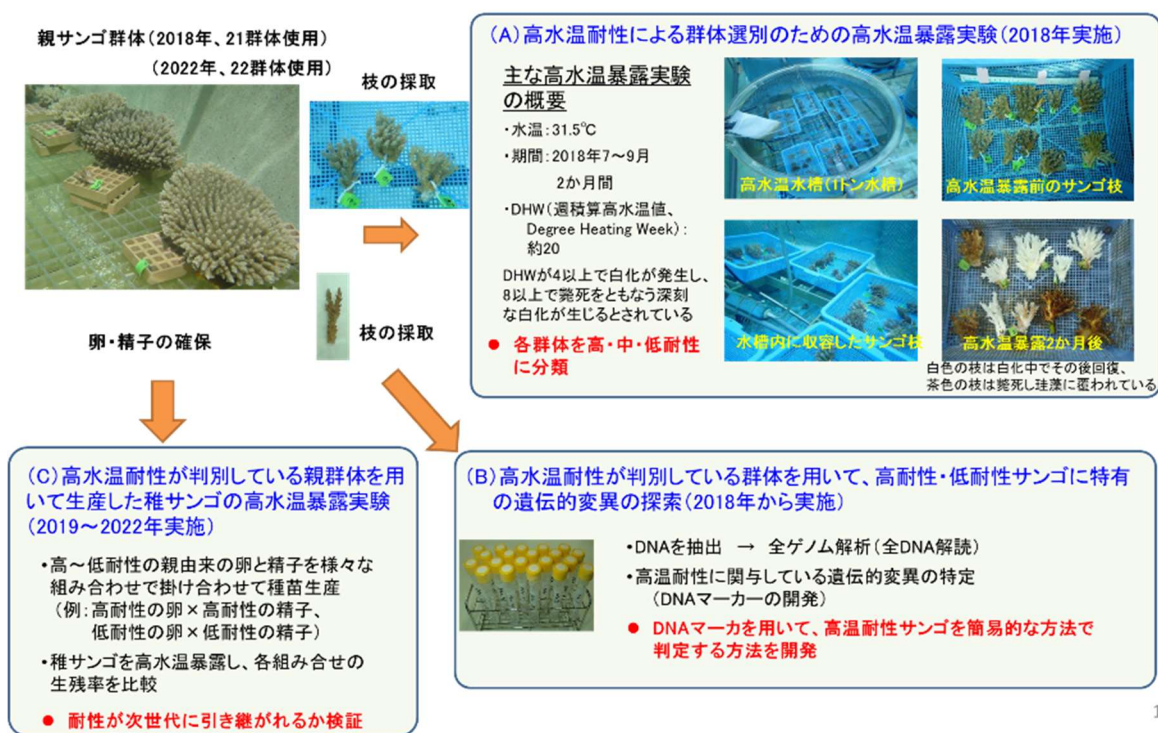 親サンゴ群体(2018年、21群体使用)
(2022年、22群体使用)
枝の採取
枝の採取
卵・精子の確保
(A)高水温耐性による群体選別のための高水温暴露実験(2018年実施)
主な高水温暴露実験
の概要
・水温:31.5℃
・期間:2018年7～9月
2か月間
・DHW(週積算高水温値、
Degree Heating Week):
約20
DHWが4以上で白化が発生し、
8以上で斃死をともなう深刻
な白化が生じるとされている
● 各群体を高・中・低耐性
に分類
高水温水槽(1トン水槽)
高水温暴露前のサンゴ枝
水槽内に収容したサンゴ枝
高水温暴露2か月後
白色の枝は白化中でその後回復、
茶色の枝は斃死し珪藻に覆われている
(C)高水温耐性が判別している親群体を用
いて生産した稚サンゴの高水温暴露実験
(2019～2022年実施)
・高～低耐性の親由来の卵と精子を様々な
組み合わせで掛け合わせて種苗生産
(例:高耐性の卵×高耐性の精子、
低耐性の卵×低耐性の精子)
・稚サンゴを高水温暴露し、各組み合せの
生残率を比較
● 耐性が次世代に引き継がれるか検証
(B)高水温耐性が判別している群体を用いて、高耐性・低耐性サンゴに特有
の遺伝的変異の探索(2018年から実施)
・DNAを抽出 → 全ゲノム解析(全DNA解読)
・高温耐性に関与している遺伝的変異の特定
(DNAマーカーの開発)
● DNAマーカを用いて、高温耐性サンゴを簡易的な方法で
判定する方法を開発
1